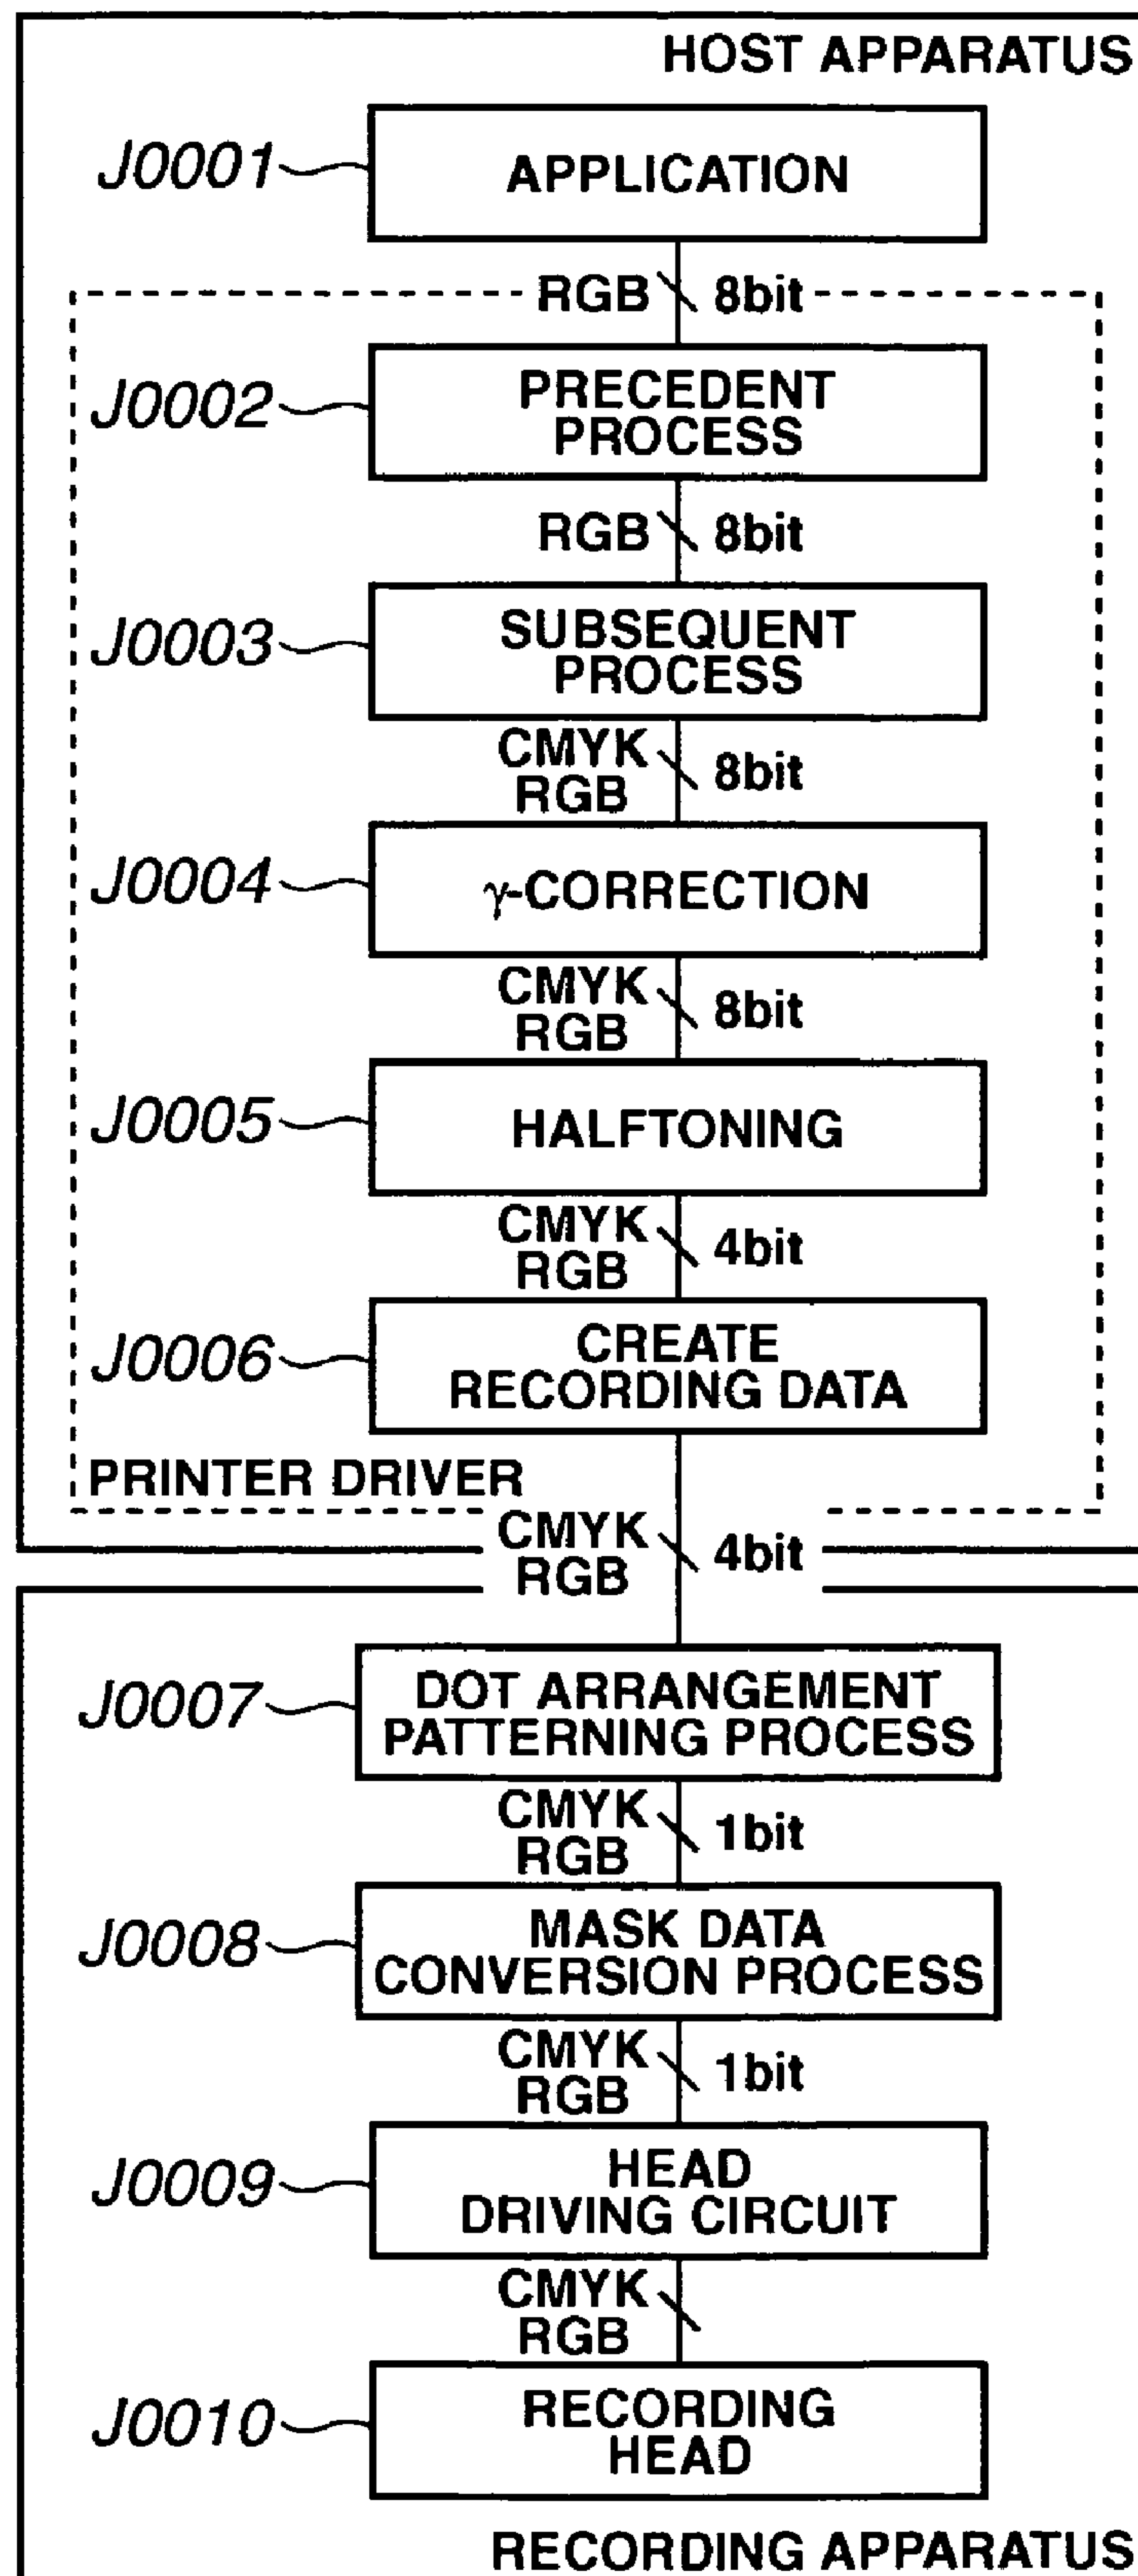 HOST APPARATUS
J0001
APPLICATION
RGB 8bit
J0002
PRECEDENT
PROCESS
RGB 8bit
J0003
SUBSEQUENT
PROCESS
CMYK
RGB
8bit
J0004
γ-CORRECTION
CMYK
RGB
8bit
J0005
HALFTONING
CMYK
RGB
4bit
J0006
CREATE
RECORDING DATA
PRINTER DRIVER
CMYK
RGB
4bit
J0007
DOT ARRANGEMENT
PATTERNING PROCESS
CMYK
RGB
1bit
J0008
MASK DATA
CONVERSION PROCESS
CMYK
RGB
1bit
J0009
HEAD
DRIVING CIRCUIT
CMYK
RGB
J0010
RECORDING
HEAD
RECORDING APPARATUS